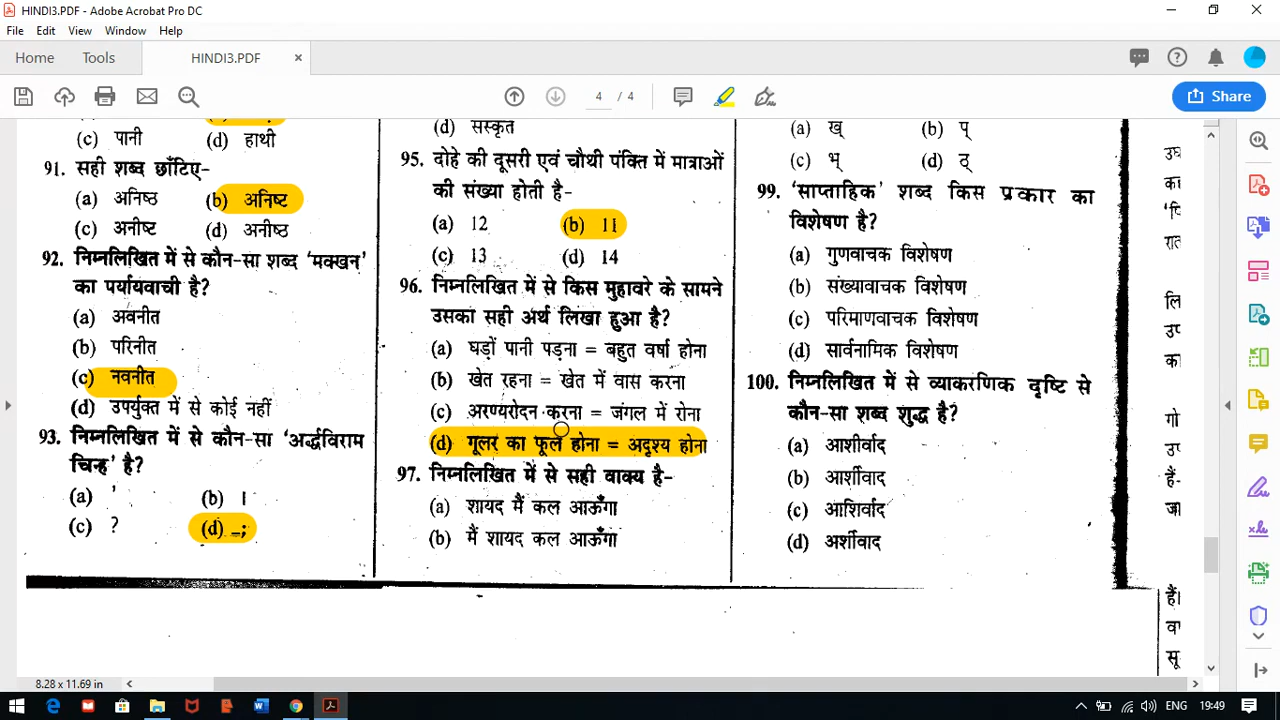 HINDI3.PDF - Adobe Acrobat Pro DC
File Edit View Window Help
Home Tools HINDI3.PDF ×
4 / 4
Share
(c) पानी (d) हाथी
91. सही शब्द छाँटिए-
(a) अनिष्ठ (b) अनिष्ट
(c) अनीष्ट (d) अनीष्ठ
92. निम्नलिखित में से कौन-सा शब्द 'मक्खन'
का पर्यायवाची है?
(a) अवनीत
(b) परिनीत
(c) नवनीत
(d) उपर्युक्त में से कोई नहीं
93. निम्नलिखित में से कौन-सा 'अर्द्धविराम
चिन्ह' है?
(a) ' (b) ।
(c) ? (d) _;
(d) संस्कृत
95. दोहे की दूसरी एवं चौथी पंक्ति में मात्राओं
की संख्या होती है-
(a) 12 (b) 11
(c) 13 (d) 14
96. निम्नलिखित में से किस मुहावरे के सामने
उसका सही अर्थ लिखा हुआ है?
(a) घड़ों पानी पड़ना = बहुत वर्षा होना
(b) खेत रहना = खेत में वास करना
(c) अरण्यरोदन करना = जंगल में रोना
(d) गूलर का फूल होना = अदृश्य होना
97. निम्नलिखित में से सही वाक्य है-
(a) शायद मैं कल आऊँगा
(b) मैं शायद कल आऊँगा
(a) ख् (b) प्
(c) भ् (d) ठ्
99. 'साप्ताहिक' शब्द किस प्रकार का
विशेषण है?
(a) गुणवाचक विशेषण
(b) संख्यावाचक विशेषण
(c) परिमाणवाचक विशेषण
(d) सार्वनामिक विशेषण
100. निम्नलिखित में से व्याकरणिक दृष्टि से
कौन-सा शब्द शुद्ध है?
(a) आशीर्वाद
(b) आर्शीवाद
(c) आशिर्वाद
(d) अर्शीवाद
8.28 x 11.69 in
ENG 19:49